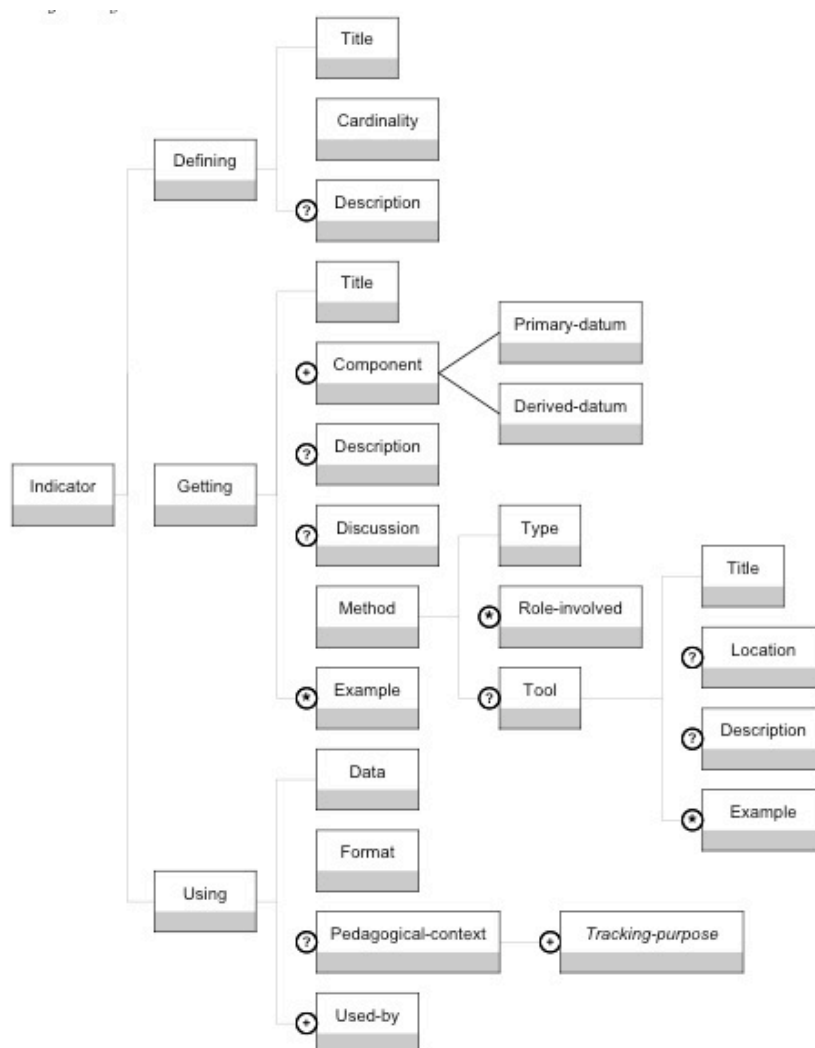 Title
Cardinality
Defining
? Description
Title
Primary-datum
+ Component
Derived-datum
? Description
Indicator
Getting
? Discussion
Type
Title
Method
* Role-involved
? Location
* Example
? Tool
? Description
Data
* Example
Format
Using
? Pedagogical-context
+ Tracking-purpose
+ Used-by